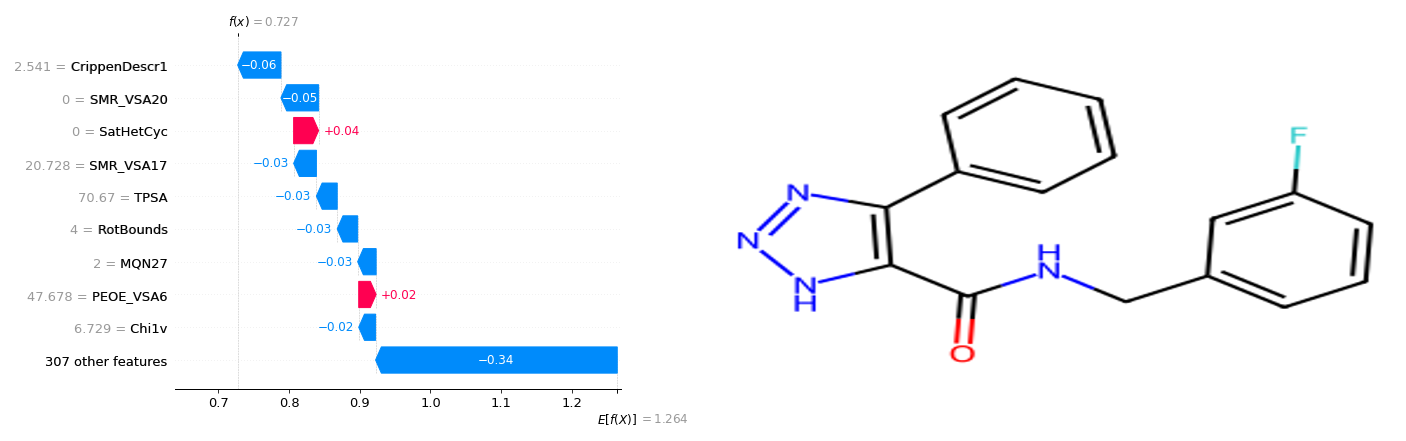 f(x) = 0.727
2.541 = CrippenDescr1
−0.06
0 = SMR_VSA20
−0.05
0 = SatHetCyc
+0.04
20.728 = SMR_VSA17
−0.03
70.67 = TPSA
−0.03
4 = RotBounds
−0.03
2 = MQN27
−0.03
47.678 = PEOE_VSA6
+0.02
6.729 = Chi1v
−0.02
307 other features
−0.34
0.7 0.8 0.9 1.0 1.1 1.2
E[f(X)] = 1.264
F
N
N
H
N
N
H
O